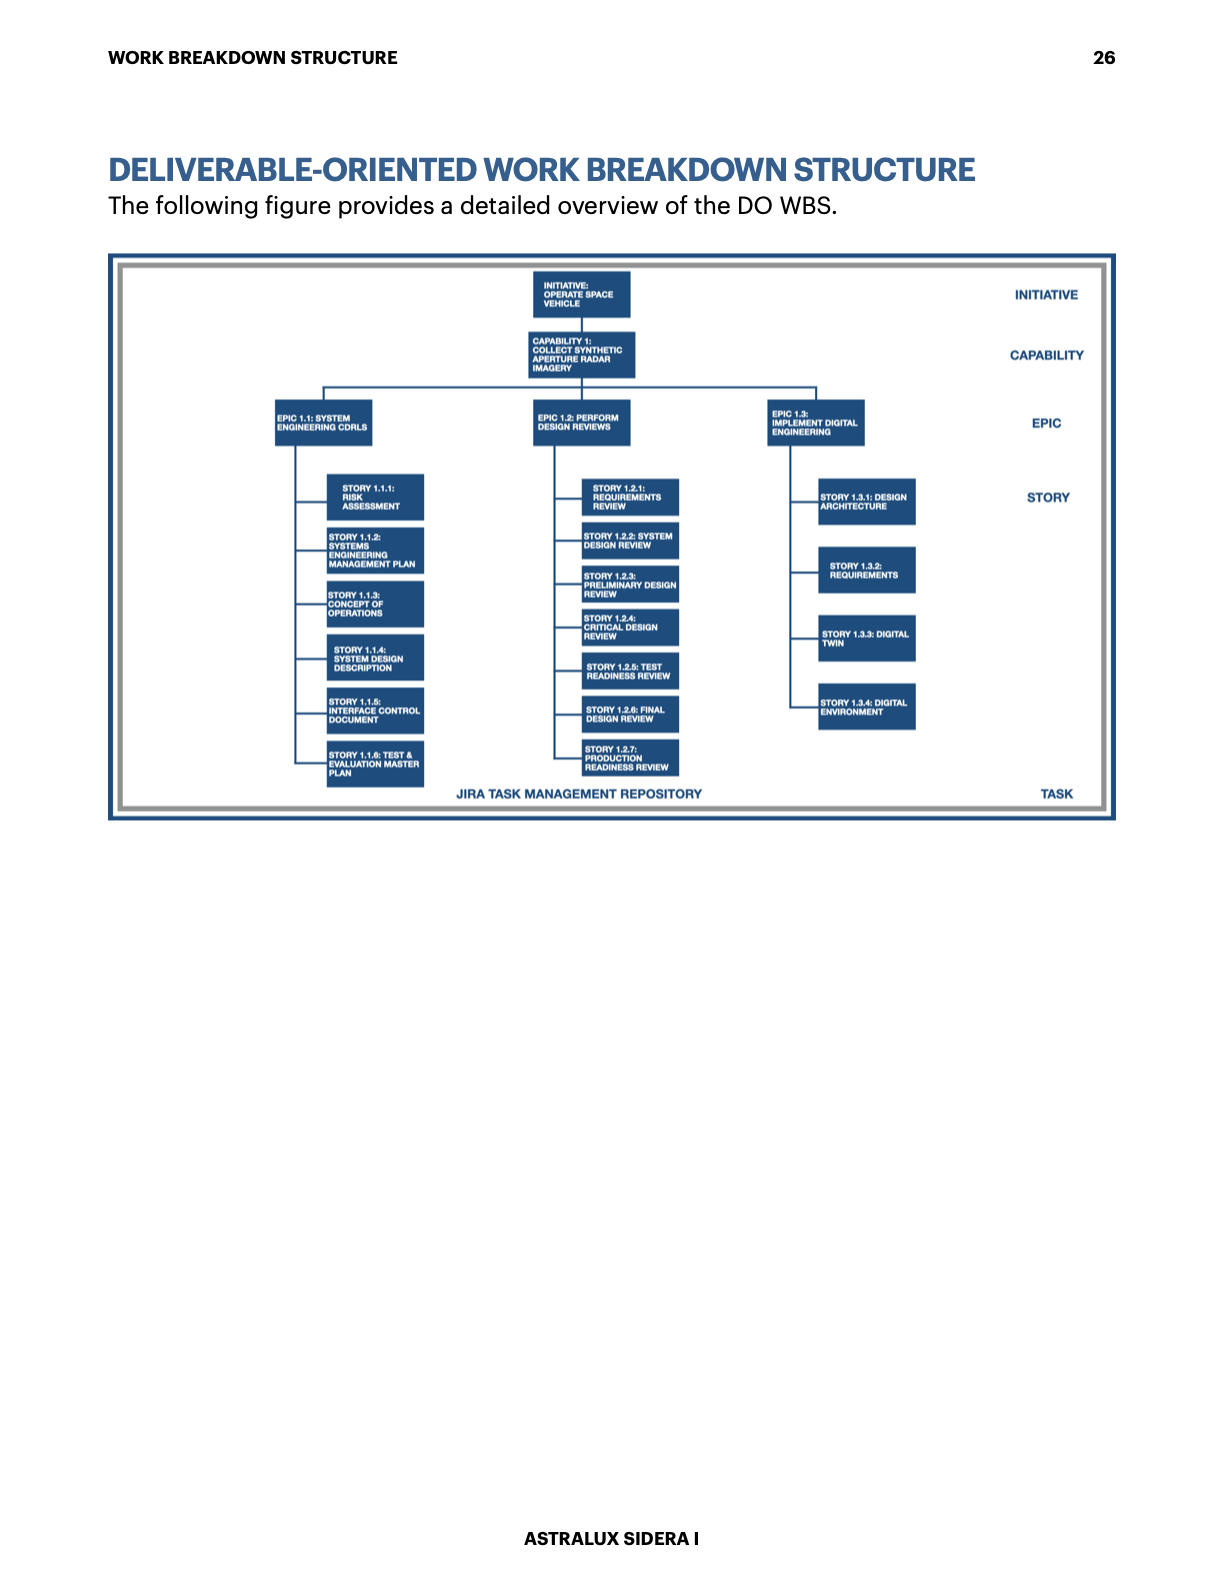 WORK BREAKDOWN STRUCTURE 26
DELIVERABLE-ORIENTED WORK BREAKDOWN STRUCTURE
The following figure provides a detailed overview of the DO WBS.
INITIATIVE:
OPERATE SPACE
VEHICLE
INITIATIVE
CAPABILITY 1:
COLLECT SYNTHETIC
APERTURE RADAR
IMAGERY
CAPABILITY
EPIC 1.1: SYSTEM
ENGINEERING CDRLS
EPIC 1.2: PERFORM
DESIGN REVIEWS
EPIC 1.3:
IMPLEMENT DIGITAL
ENGINEERING
EPIC
STORY 1.1.1:
RISK
ASSESSMENT
STORY 1.1.2:
SYSTEMS
ENGINEERING
MANAGEMENT PLAN
STORY 1.1.3:
CONCEPT OF
OPERATIONS
STORY 1.1.4:
SYSTEM DESIGN
DESCRIPTION
STORY 1.1.5:
INTERFACE CONTROL
DOCUMENT
STORY 1.1.6: TEST &
EVALUATION MASTER
PLAN
STORY 1.2.1:
REQUIREMENTS
REVIEW
STORY 1.2.2: SYSTEM
DESIGN REVIEW
STORY 1.2.3:
PRELIMINARY DESIGN
REVIEW
STORY 1.2.4:
CRITICAL DESIGN
REVIEW
STORY 1.2.5: TEST
READINESS REVIEW
STORY 1.2.6: FINAL
DESIGN REVIEW
STORY 1.2.7:
PRODUCTION
READINESS REVIEW
STORY 1.3.1: DESIGN
ARCHITECTURE
STORY 1.3.2:
REQUIREMENTS
STORY 1.3.3: DIGITAL
TWIN
STORY 1.3.4: DIGITAL
ENVIRONMENT
STORY
JIRA TASK MANAGEMENT REPOSITORY
TASK
ASTRALUX SIDERA I